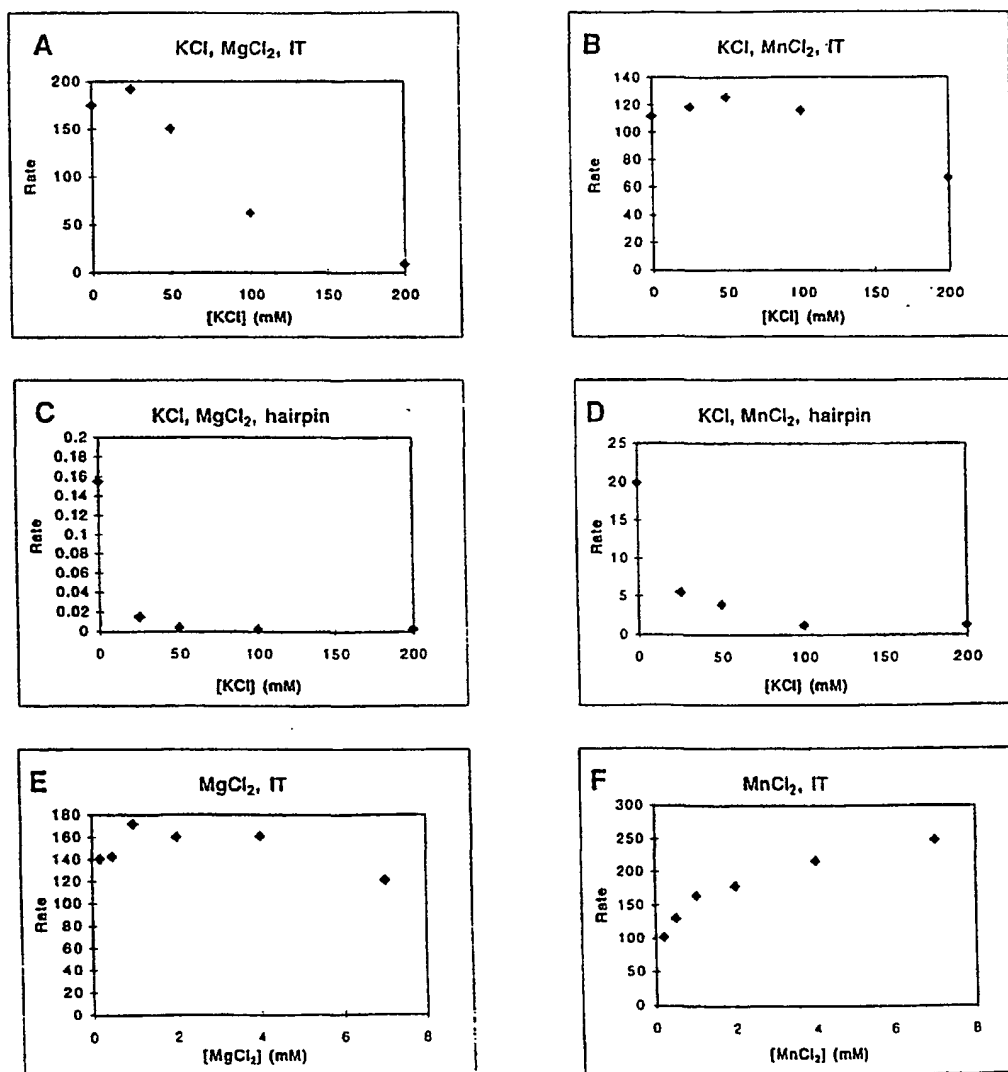 A
KCl, MgCl₂, IT
200
150
100
50
0
Rate
0 50 100 150 200
[KCl] (mM)
B
KCl, MnCl₂, IT
140
120
100
80
60
40
20
0
Rate
0 50 100 150 200
[KCl] (mM)
C
KCl, MgCl₂, hairpin
0.2
0.18
0.16
0.14
0.12
0.1
0.08
0.06
0.04
0.02
0
Rate
0 50 100 150 200
[KCl] (mM)
D
KCl, MnCl₂, hairpin
25
20
15
10
5
0
Rate
0 50 100 150 200
[KCl] (mM)
E
MgCl₂, IT
180
160
140
120
100
80
60
40
20
0
Rate
0 2 4 6 8
[MgCl₂] (mM)
F
MnCl₂, IT
300
250
200
150
100
50
0
Rate
0 2 4 6 8
[MnCl₂] (mM)